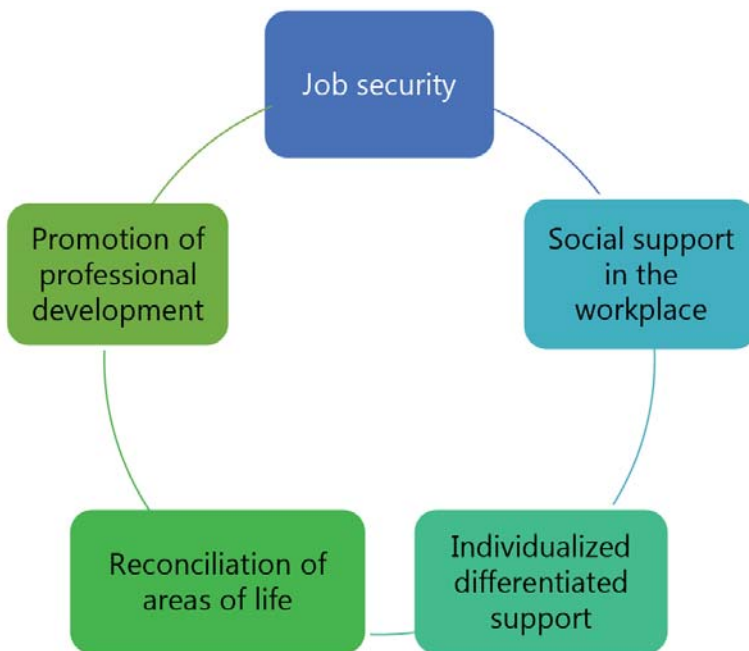 Job security
Social support
in the
workplace
Individualized
differentiated
support
Reconciliation of
areas of life
Promotion of
professional
development